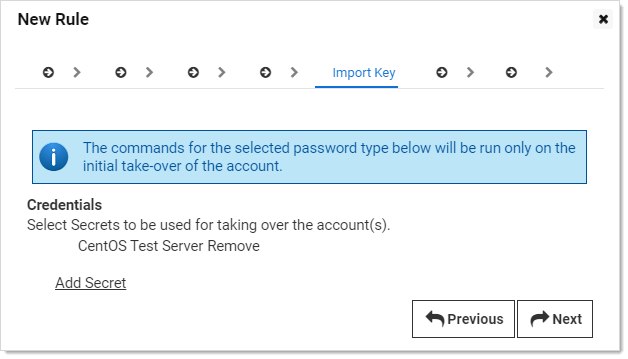 New Rule
Import Key
The commands for the selected password type below will be run only on the
initial take-over of the account.
Credentials
Select Secrets to be used for taking over the account(s).
CentOS Test Server Remove
Add Secret
Previous
Next